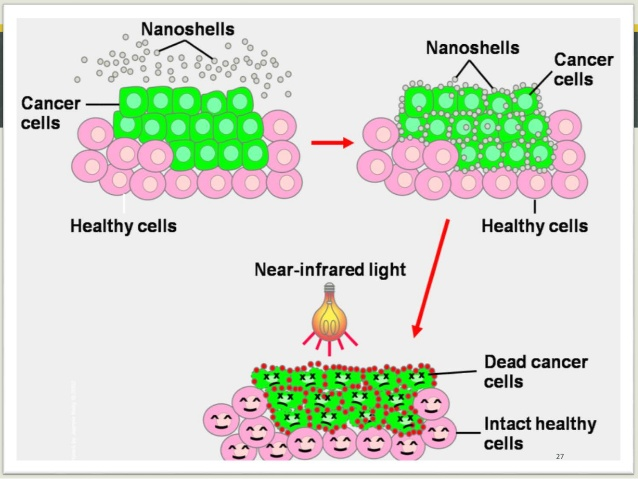 Nanoshells
Cancer
cells
Healthy cells
Nanoshells
Cancer
cells
Healthy cells
Near-infrared light
Dead cancer
cells
Intact healthy
cells
27